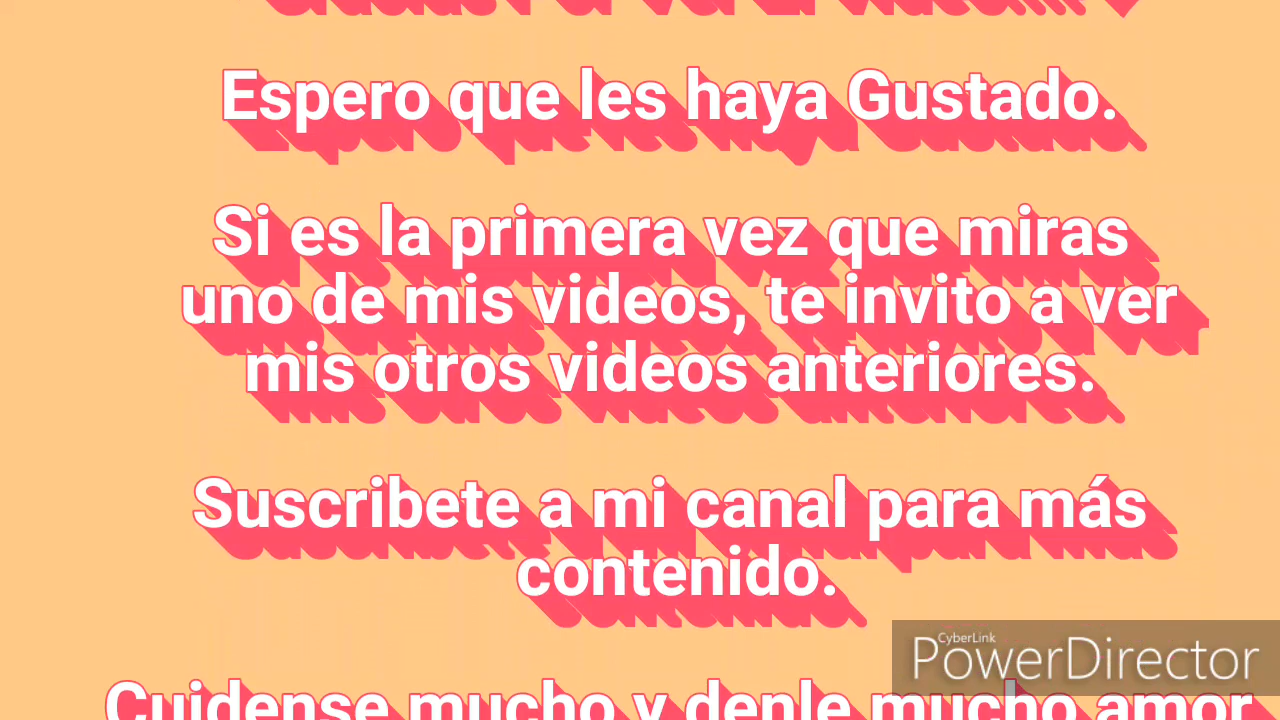 Espero que les haya Gustado.
Si es la primera vez que miras
uno de mis videos, te invito a ver
mis otros videos anteriores.
Suscribete a mi canal para más
contenido.
CyberLink
PowerDirector
Cuidense mucho y denle mucho amor